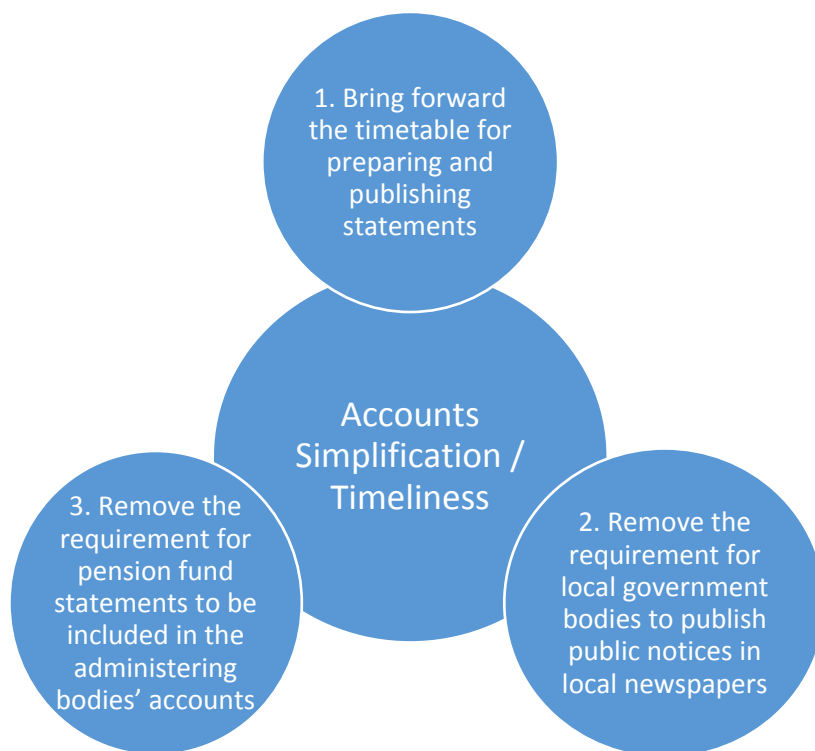 1. Bring forward
the timetable for
preparing and
publishing
statements
Accounts
Simplification /
Timeliness
3. Remove the
requirement for
pension fund
statements to be
included in the
administering
bodies’ accounts
2. Remove the
requirement for
local government
bodies to publish
public notices in
local newspapers